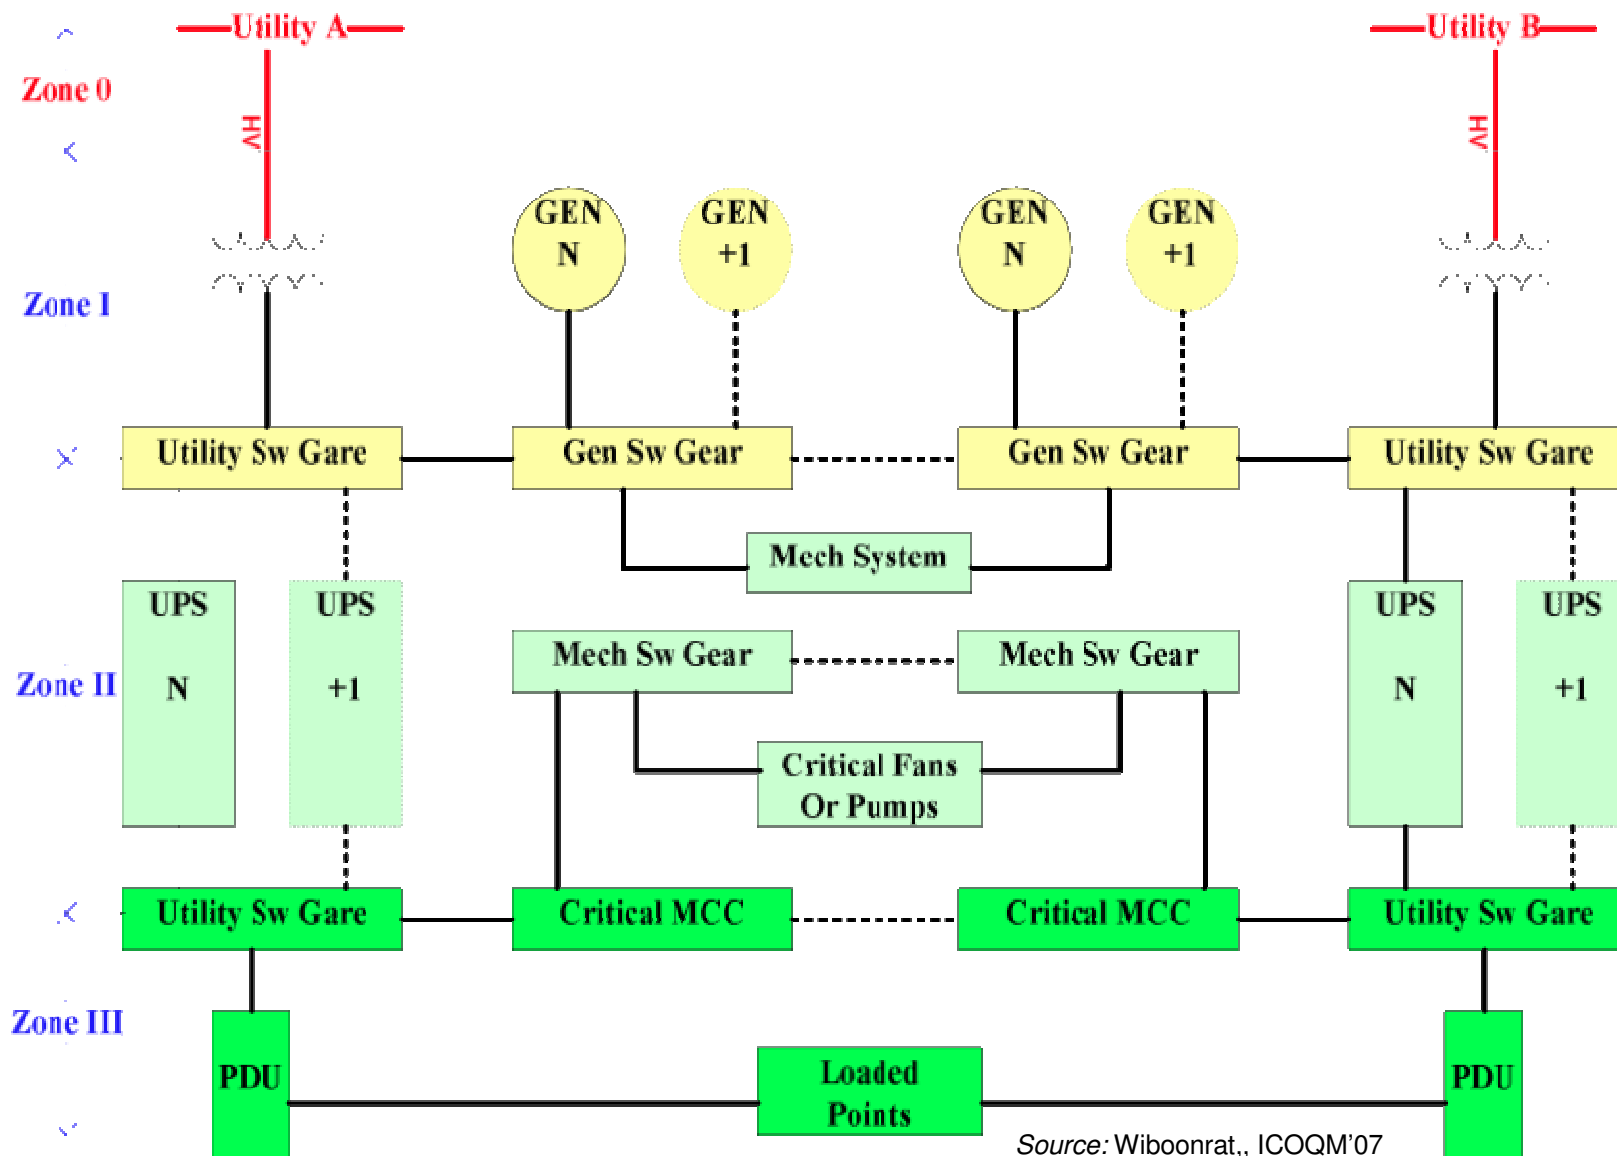 Utility A
Utility B
Zone 0
HV
HV
GEN
N
GEN
+1
GEN
N
GEN
+1
Zone I
Utility Sw Gare
Gen Sw Gear
Gen Sw Gear
Utility Sw Gare
Mech System
UPS
N
UPS
+1
Mech Sw Gear
Mech Sw Gear
UPS
N
UPS
+1
Zone II
Critical Fans
Or Pumps
Utility Sw Gare
Critical MCC
Critical MCC
Utility Sw Gare
Zone III
PDU
Loaded
Points
PDU
Source: Wiboonrat,, ICOQM'07